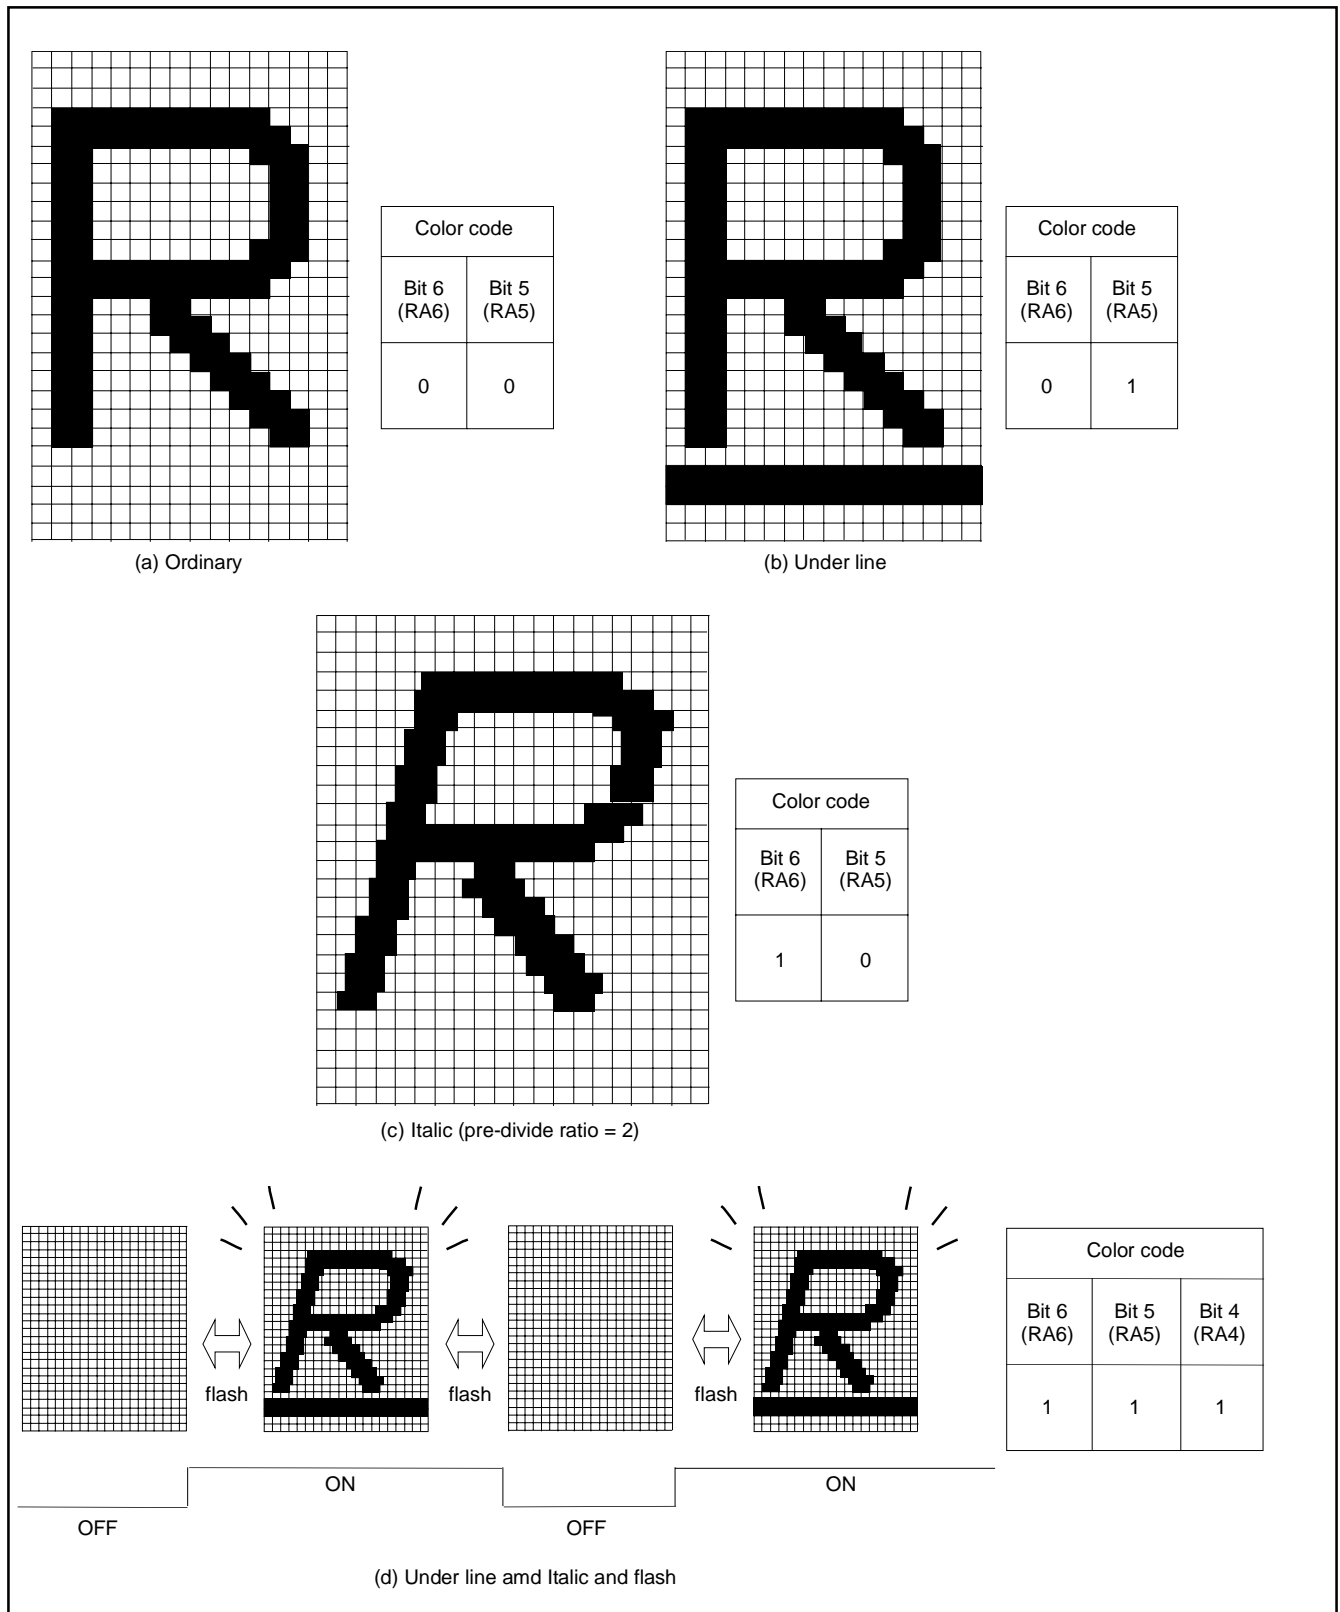 Color code
Bit 6 Bit 5
(RA6) (RA5)
0 0
(a) Ordinary
Color code
Bit 6 Bit 5
(RA6) (RA5)
0 1
(b) Under line
Color code
Bit 6 Bit 5
(RA6) (RA5)
1 0
(c) Italic (pre-divide ratio = 2)
flash flash flash
Color code
Bit 6 Bit 5 Bit 4
(RA6) (RA5) (RA4)
1 1 1
ON ON
OFF OFF
(d) Under line amd Italic and flash